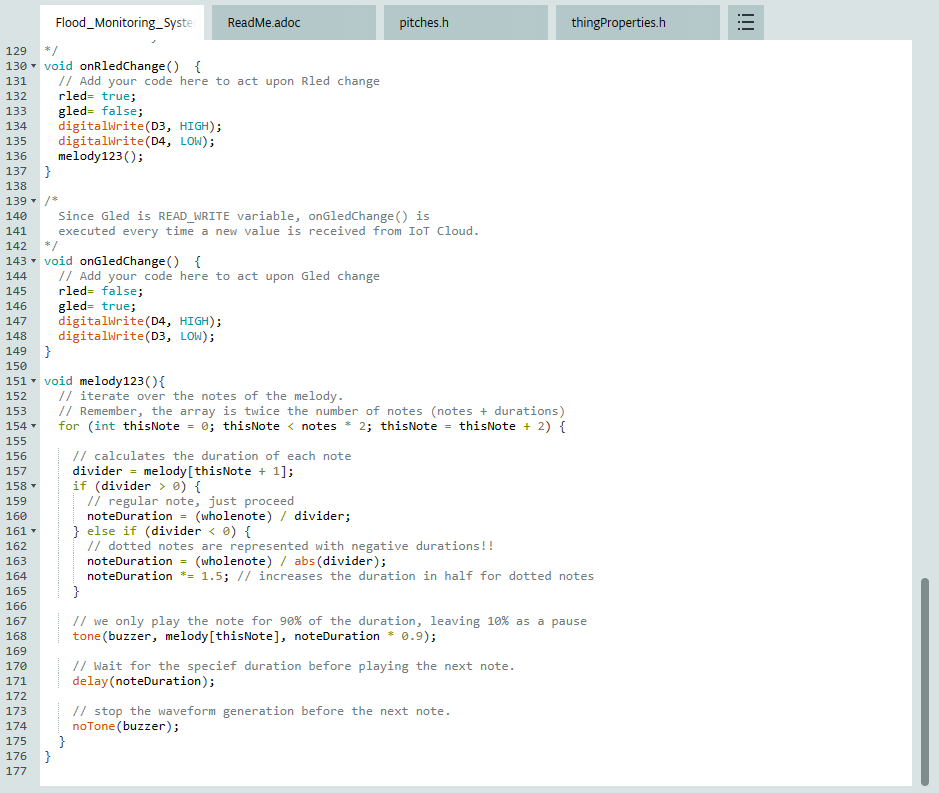 Flood_Monitoring_Syste
ReadMe.adoc
pitches.h
thingProperties.h
129 */
130 void onRledChange()  {
131   // Add your code here to act upon Rled change
132   rled= true;
133   gled= false;
134   digitalWrite(D3, HIGH);
135   digitalWrite(D4, LOW);
136   melody123();
137 }
138
139 /*
140   Since Gled is READ_WRITE variable, onGledChange() is
141   executed every time a new value is received from IoT Cloud.
142 */
143 void onGledChange()  {
144   // Add your code here to act upon Gled change
145   rled= false;
146   gled= true;
147   digitalWrite(D4, HIGH);
148   digitalWrite(D3, LOW);
149 }
150
151 void melody123(){
152   // iterate over the notes of the melody.
153   // Remember, the array is twice the number of notes (notes + durations)
154   for (int thisNote = 0; thisNote < notes * 2; thisNote = thisNote + 2) {
155
156     // calculates the duration of each note
157     divider = melody[thisNote + 1];
158     if (divider > 0) {
159       // regular note, just proceed
160       noteDuration = (wholenote) / divider;
161     } else if (divider < 0) {
162       // dotted notes are represented with negative durations!!
163       noteDuration = (wholenote) / abs(divider);
164       noteDuration *= 1.5; // increases the duration in half for dotted notes
165     }
166
167     // we only play the note for 90% of the duration, leaving 10% as a pause
168     tone(buzzer, melody[thisNote], noteDuration * 0.9);
169
170     // Wait for the specief duration before playing the next note.
171     delay(noteDuration);
172
173     // stop the waveform generation before the next note.
174     noTone(buzzer);
175   }
176 }
177